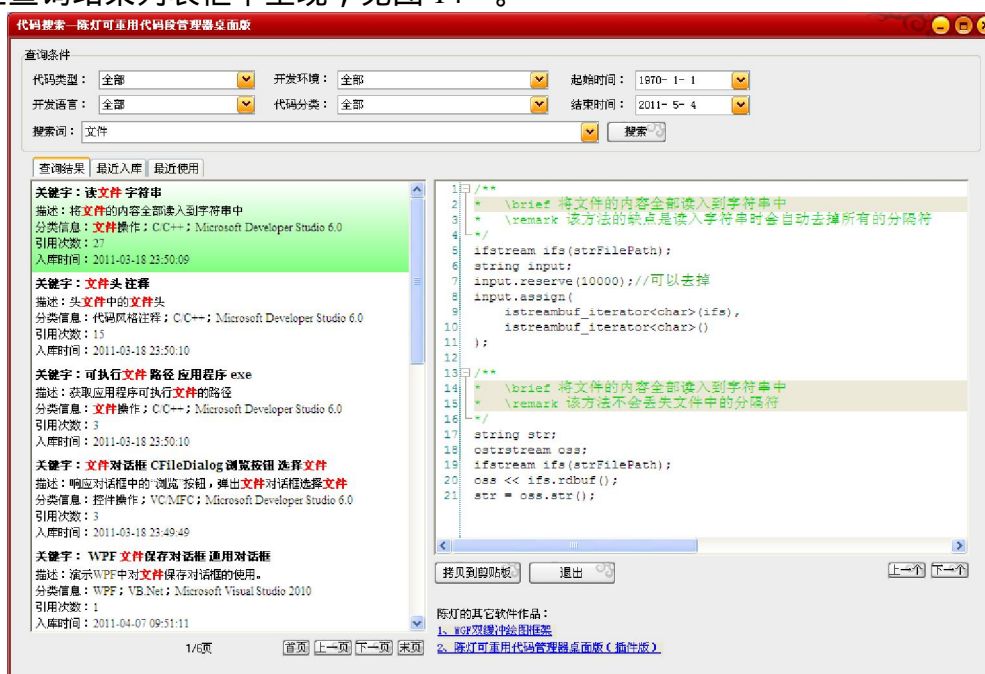 代码搜索—陈灯可重用代码段管理器桌面版
查询条件
代码类型： 全部 开发环境： 全部 起始时间： 1970- 1- 1
开发语言： 全部 代码分类： 全部 结束时间： 2011- 5- 4
搜索词： 文件 搜索
查询结果 最近入库 最近使用
关键字：读文件 字符串
描述：将文件的内容全部读入到字符串中
分类信息：文件操作；C/C++；Microsoft Developer Studio 6.0
引用次数：27
入库时间：2011-03-18 23:50:09
关键字：文件头 注释
描述：头文件中的文件头
分类信息：代码风格注释；C/C++；Microsoft Developer Studio 6.0
引用次数：15
入库时间：2011-03-18 23:50:10
关键字：可执行文件 路径 应用程序 exe
描述：获取应用程序可执行文件的路径
分类信息：文件操作；C/C++；Microsoft Developer Studio 6.0
引用次数：3
入库时间：2011-03-18 23:50:10
关键字：文件对话框 CFileDialog 浏览按钮 选择文件
描述：响应对话框中的“浏览”按钮，弹出文件对话框选择文件
分类信息：控件操作；VC/MFC；Microsoft Developer Studio 6.0
引用次数：3
入库时间：2011-03-18 23:49:49
关键字： WPF 文件保存对话框 通用对话框
描述：演示WPF中对文件保存对话框的使用。
分类信息：WPF；VB.Net；Microsoft Visual Studio 2010
引用次数：1
入库时间：2011-04-07 09:51:11
1/6页 首页 上一页 下一页 末页
1 /**
2 * \brief 将文件的内容全部读入到字符串中
3 * \remark 该方法的缺点是读入字符串时会自动去掉所有的分隔符
4 */
5 ifstream ifs(strFilePath);
6 string input;
7 input.reserve(10000);//可以去掉
8 input.assign(
9 istreambuf_iterator<char>(ifs),
10 istreambuf_iterator<char>()
11 );
12
13 /**
14 * \brief 将文件的内容全部读入到字符串中
15 * \remark 该方法不会丢失文件中的分隔符
16 */
17 string str;
18 ostrstream oss;
19 ifstream ifs(strFilePath);
20 oss << ifs.rdbuf();
21 str = oss.str();
拷贝到剪贴板 退出 上一个 下一个
陈灯的其它软件作品：
1、WGF双缓冲绘图框架
2、陈灯可重用代码管理器桌面版(插件版)